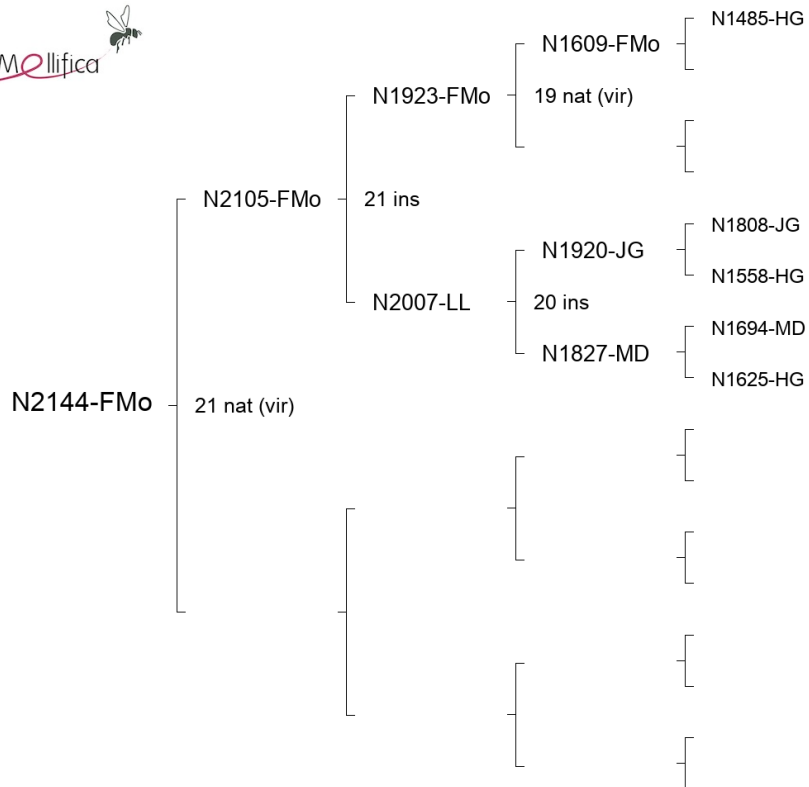 Mellifica
N1485-HG
N1609-FMo
N1923-FMo
19 nat (vir)
N2105-FMo
21 ins
N1808-JG
N1920-JG
N1558-HG
N2007-LL
20 ins
N1694-MD
N1827-MD
N1625-HG
N2144-FMo
21 nat (vir)